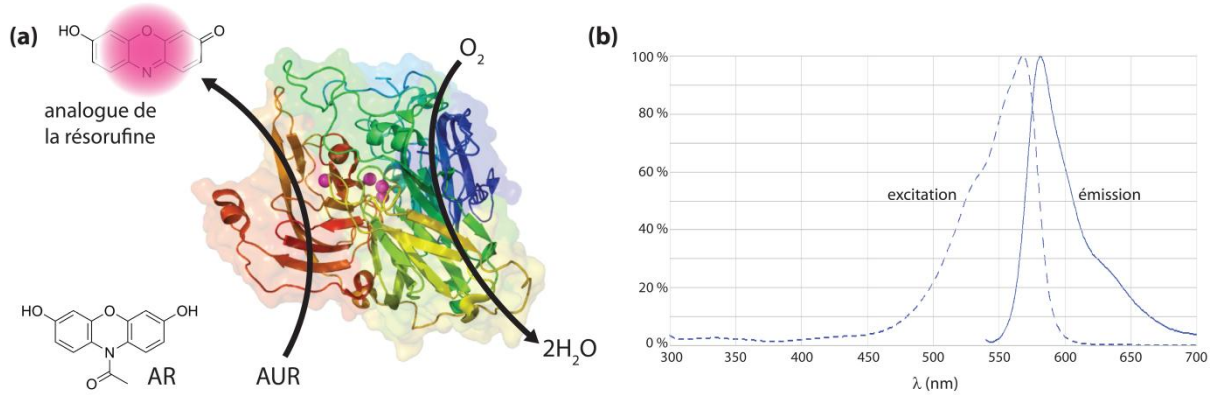 (a)
HO
O
O
N
analogue de
la résorufine
O₂
HO
O
OH
N
O
AR
AUR
2H₂O
(b)
100 %
80 %
60 %
40 %
20 %
0 %
excitation
émission
300
350
400
450
500
550
600
650
700
λ (nm)